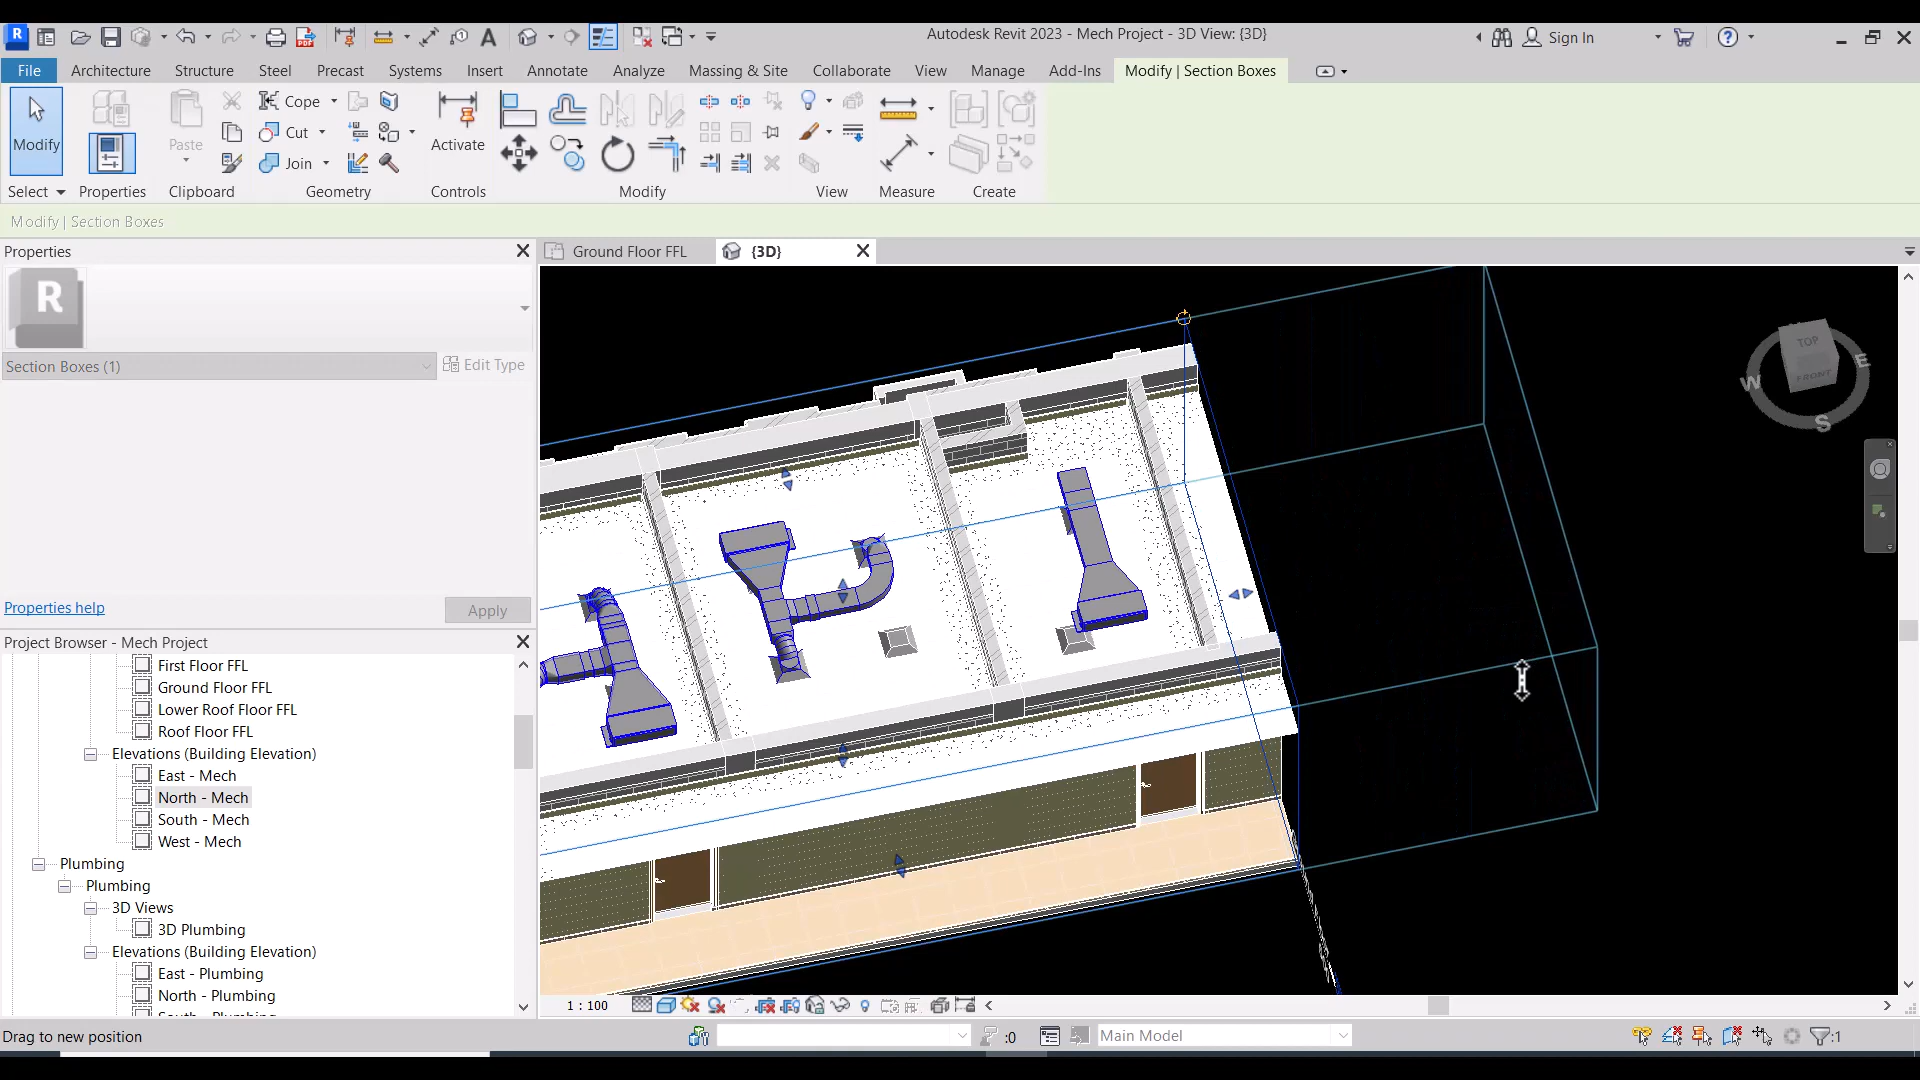 Autodesk Revit 2023 - Mech Project - 3D View: {3D}
Sign In
File
Architecture
Structure
Steel
Precast
Systems
Insert
Annotate
Analyze
Massing & Site
Collaborate
View
Manage
Add-Ins
Modify | Section Boxes
Modify
Paste
Cope
Cut
Join
Activate
Select
Properties
Clipboard
Geometry
Controls
Modify
View
Measure
Create
Modify | Section Boxes
Properties
Ground Floor FFL
{3D}
R
Section Boxes (1)
Edit Type
Properties help
Apply
Project Browser - Mech Project
First Floor FFL
Ground Floor FFL
Lower Roof Floor FFL
Roof Floor FFL
Elevations (Building Elevation)
East - Mech
North - Mech
South - Mech
West - Mech
Plumbing
Plumbing
3D Views
3D Plumbing
Elevations (Building Elevation)
East - Plumbing
North - Plumbing
TOP
FRONT
W
E
S
1 : 100
Drag to new position
:0
Main Model
:1